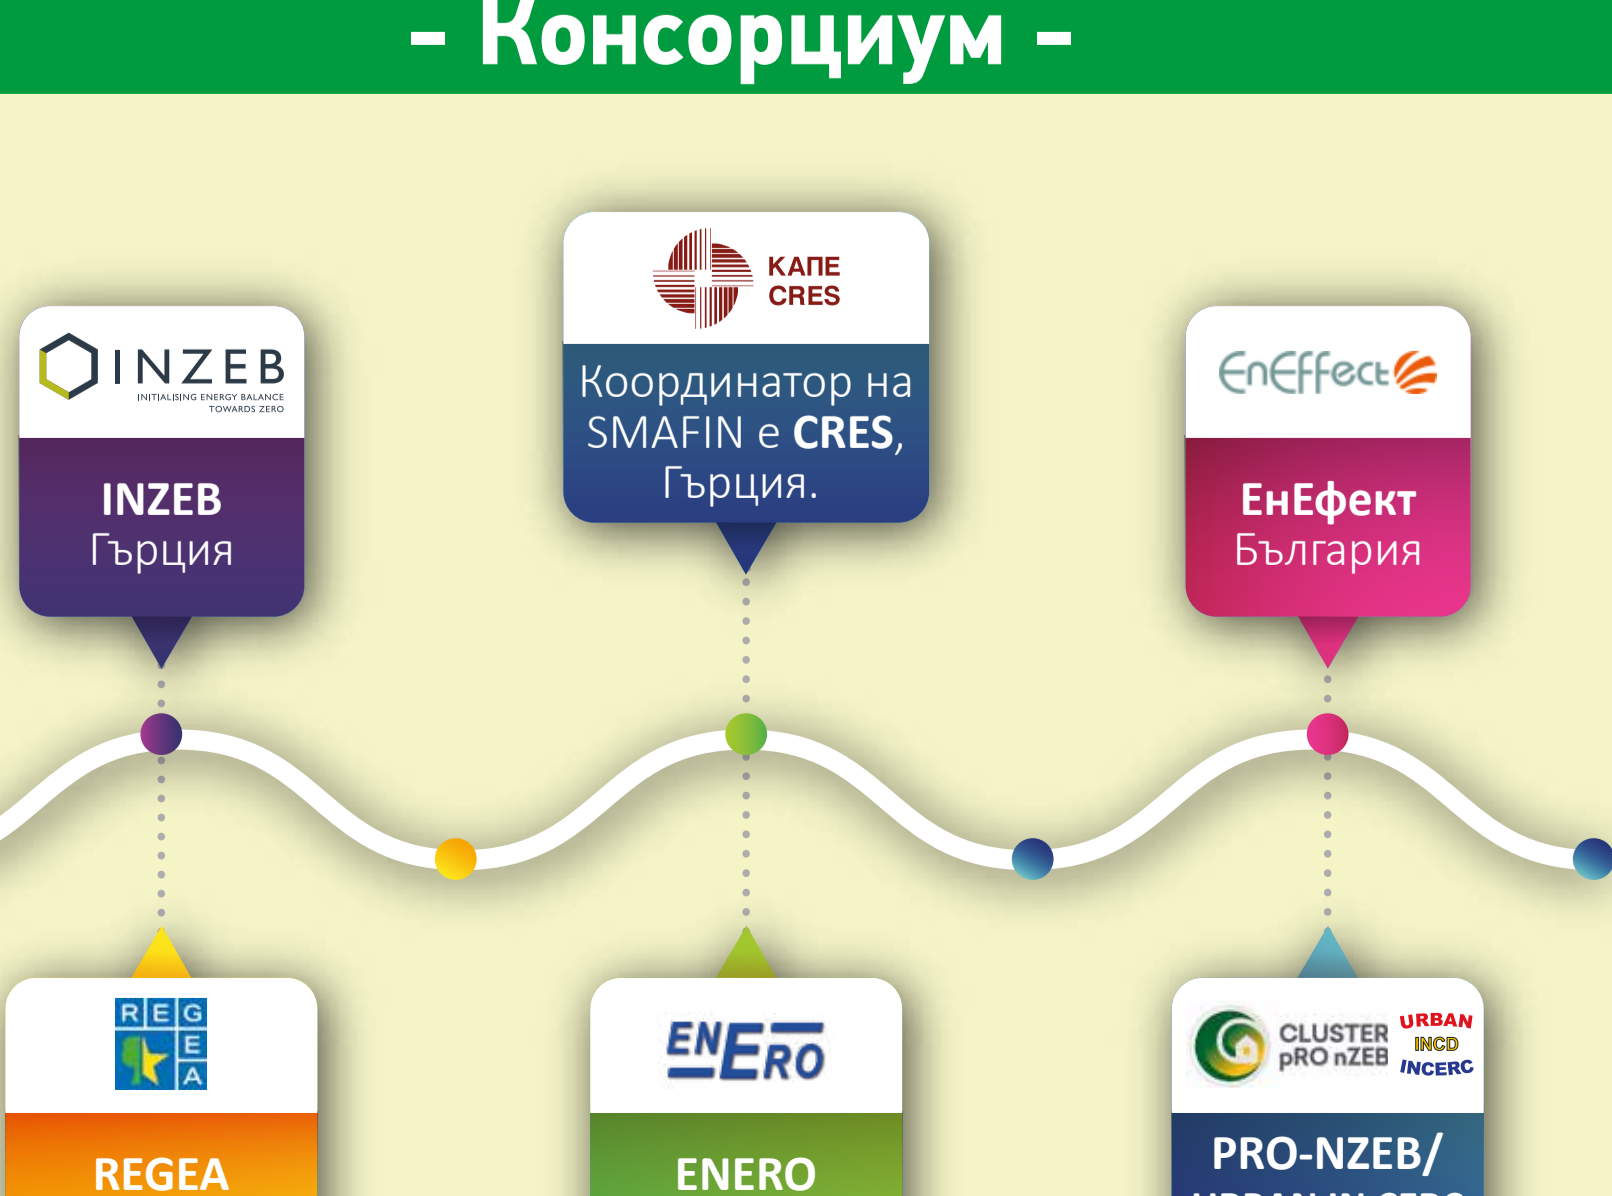 - Консорциум -
КАПЕ
CRES
Координатор на
SMAFIN е CRES,
Гърция.
INZEB
INITIALISING ENERGY BALANCE
TOWARDS ZERO
INZEB
Гърция
EnEffect
ЕнЕфект
България
REG
E
A
REGEA
ENERO
ENERO
CLUSTER
pRO nZEB
URBAN
INCD
INCERC
PRO-NZEB/